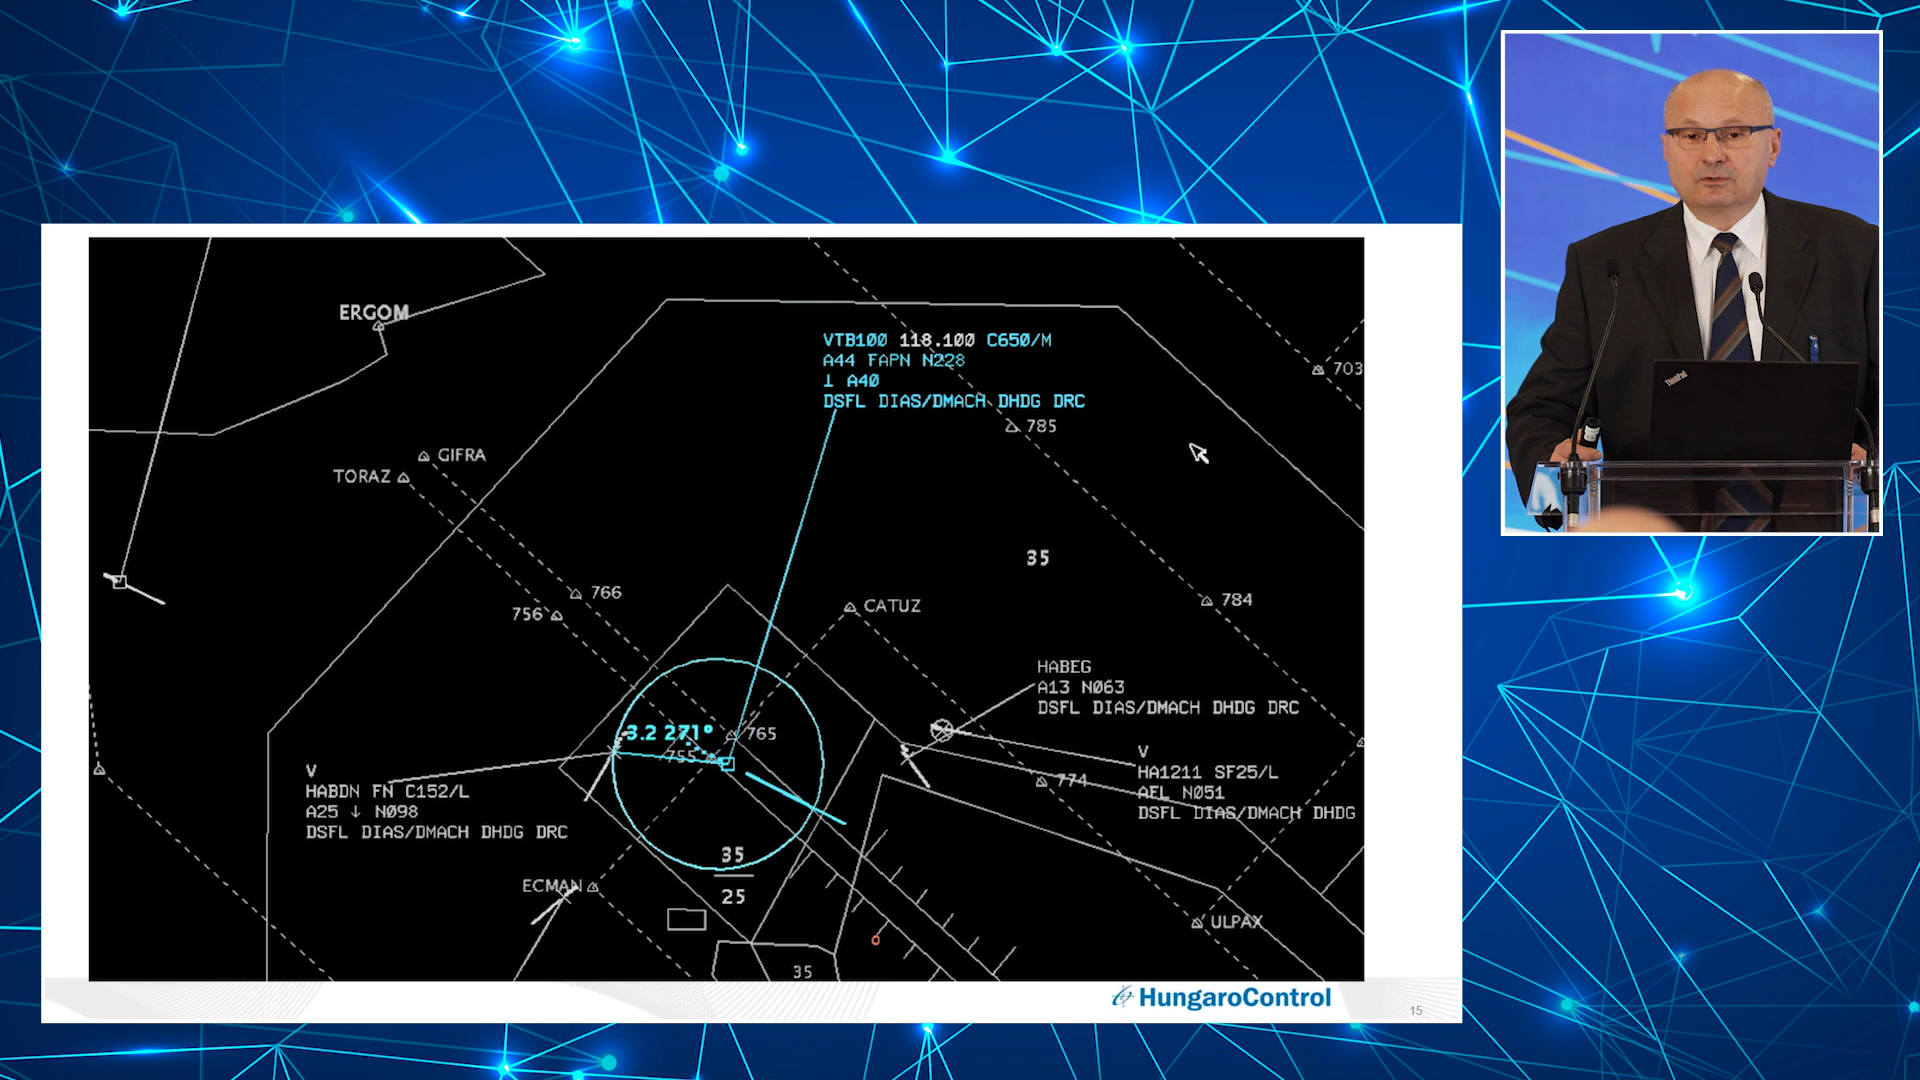 ERGOM
VTB100 118.100 C650/M
A44 FAPN N228
⊥ A40
DSFL DIAS/DMACH DHDG DRC
703
785
GIFRA
TORAZ
35
766
756
CATUZ
784
HABEG
A13 N063
DSFL DIAS/DMACH DHDG DRC
3.2 271°
765
755
V
HABDN FN C152/L
A25 ↓ N098
DSFL DIAS/DMACH DHDG DRC
V
HA1211 SF25/L
AFL N051
DSFL DIAS/DMACH DHDG
774
35
25
ECMAN
ULPAX
35
HungaroControl
15
ThinkPad